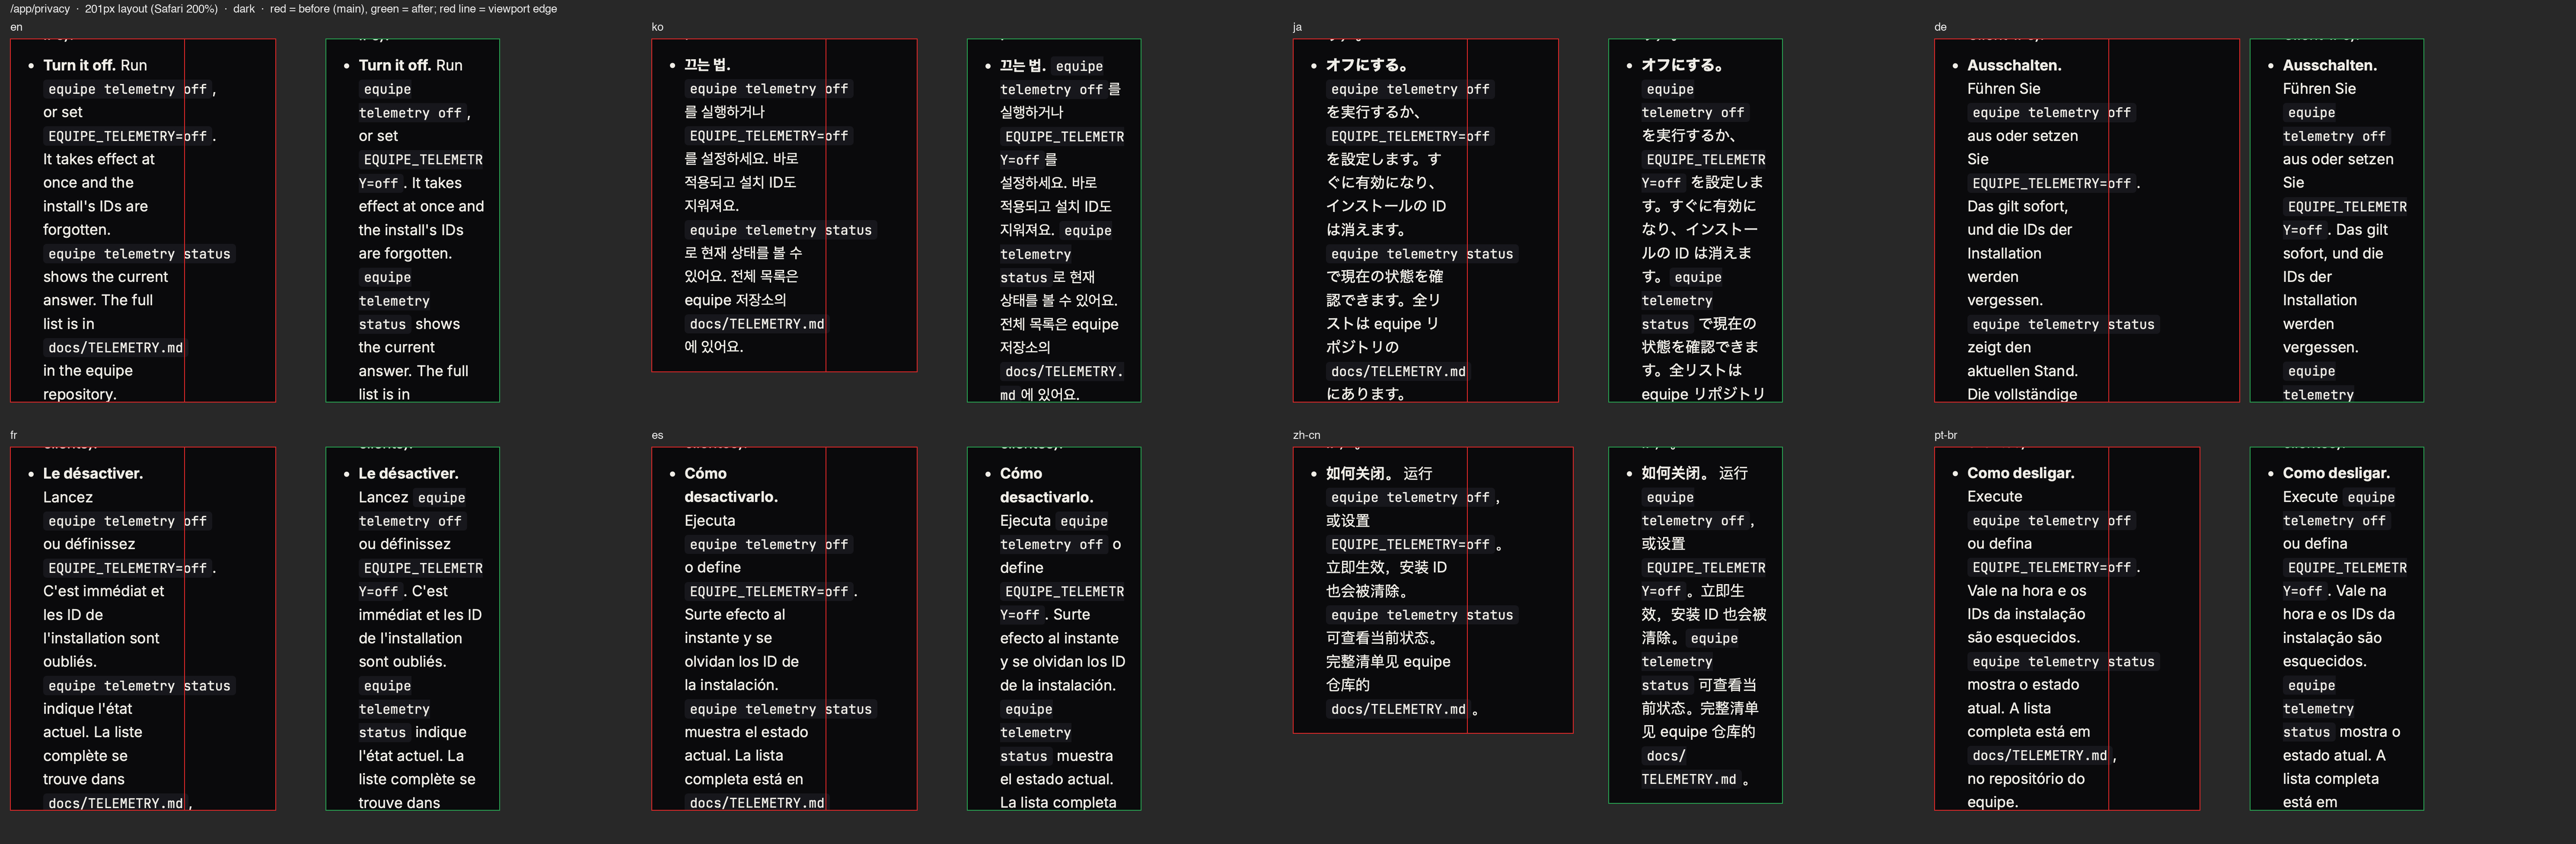 /app/privacy · 201px layout (Safari 200%) · dark · red = before (main), green = after; red line = viewport edge
en
• Turn it off. Run
equipe telemetry off,
or set
EQUIPE_TELEMETRY=off.
It takes effect at
once and the
install's IDs are
forgotten.
equipe telemetry status
shows the current
answer. The full
list is in
docs/TELEMETRY.md
in the equipe
repository.
• Turn it off. Run
equipe
telemetry off,
or set
EQUIPE_TELEMETR
Y=off. It takes
effect at once and
the install's IDs
are forgotten.
equipe
telemetry
status shows
the current
answer. The full
list is in
ko
• 끄는 법.
equipe telemetry off
를 실행하거나
EQUIPE_TELEMETRY=off
를 설정하세요. 바로
적용되고 설치 ID도
지워져요.
equipe telemetry status
로 현재 상태를 볼 수
있어요. 전체 목록은
equipe 저장소의
docs/TELEMETRY.md
에 있어요.
• 끄는 법. equipe
telemetry off를
실행하거나
EQUIPE_TELEMETR
Y=off를
설정하세요. 바로
적용되고 설치 ID도
지워져요. equipe
telemetry
status로 현재
상태를 볼 수 있어요.
전체 목록은 equipe
저장소의
docs/TELEMETRY.
md에 있어요.
ja
• オフにする。
equipe telemetry off
を実行するか、
EQUIPE_TELEMETRY=off
を設定します。す
ぐに有効になり、
インストールの ID
は消えます。
equipe telemetry status
で現在の状態を確
認できます。全リ
ストは equipe リ
ポジトリの
docs/TELEMETRY.md
にあります。
• オフにする。
equipe
telemetry off
を実行するか、
EQUIPE_TELEMETR
Y=off を設定しま
す。すぐに有効に
なり、インストー
ルの ID は消えま
す。equipe
telemetry
status で現在の
状態を確認できま
す。全リストは
equipe リポジトリ
de
• Ausschalten.
Führen Sie
equipe telemetry off
aus oder setzen
Sie
EQUIPE_TELEMETRY=off.
Das gilt sofort,
und die IDs der
Installation
werden
vergessen.
equipe telemetry status
zeigt den
aktuellen Stand.
Die vollständige
• Ausschalten.
Führen Sie
equipe
telemetry off
aus oder setzen
Sie
EQUIPE_TELEMETR
Y=off. Das gilt
sofort, und die
IDs der
Installation
werden
vergessen.
equipe
telemetry
fr
• Le désactiver.
Lancez
equipe telemetry off
ou définissez
EQUIPE_TELEMETRY=off.
C'est immédiat et
les ID de
l'installation sont
oubliés.
equipe telemetry status
indique l'état
actuel. La liste
complète se
trouve dans
docs/TELEMETRY.md,
• Le désactiver.
Lancez equipe
telemetry off
ou définissez
EQUIPE_TELEMETR
Y=off. C'est
immédiat et les ID
de l'installation
sont oubliés.
equipe
telemetry
status indique
l'état actuel. La
liste complète se
trouve dans
es
• Cómo
desactivarlo.
Ejecuta
equipe telemetry off
o define
EQUIPE_TELEMETRY=off.
Surte efecto al
instante y se
olvidan los ID de
la instalación.
equipe telemetry status
muestra el estado
actual. La lista
completa está en
docs/TELEMETRY.md
• Cómo
desactivarlo.
Ejecuta equipe
telemetry off o
define
EQUIPE_TELEMETR
Y=off. Surte
efecto al instante
y se olvidan los ID
de la instalación.
equipe
telemetry
status muestra
el estado actual.
La lista completa
zh-cn
• 如何关闭。 运行
equipe telemetry off，
或设置
EQUIPE_TELEMETRY=off。
立即生效，安装 ID
也会被清除。
equipe telemetry status
可查看当前状态。
完整清单见 equipe
仓库的
docs/TELEMETRY.md。
• 如何关闭。 运行
equipe
telemetry off，
或设置
EQUIPE_TELEMETR
Y=off。立即生
效，安装 ID 也会被
清除。equipe
telemetry
status 可查看当
前状态。完整清单
见 equipe 仓库的
docs/
TELEMETRY.md。
pt-br
• Como desligar.
Execute
equipe telemetry off
ou defina
EQUIPE_TELEMETRY=off.
Vale na hora e os
IDs da instalação
são esquecidos.
equipe telemetry status
mostra o estado
atual. A lista
completa está em
docs/TELEMETRY.md,
no repositório do
equipe.
• Como desligar.
Execute equipe
telemetry off
ou defina
EQUIPE_TELEMETR
Y=off. Vale na
hora e os IDs da
instalação são
esquecidos.
equipe
telemetry
status mostra o
estado atual. A
lista completa
está em